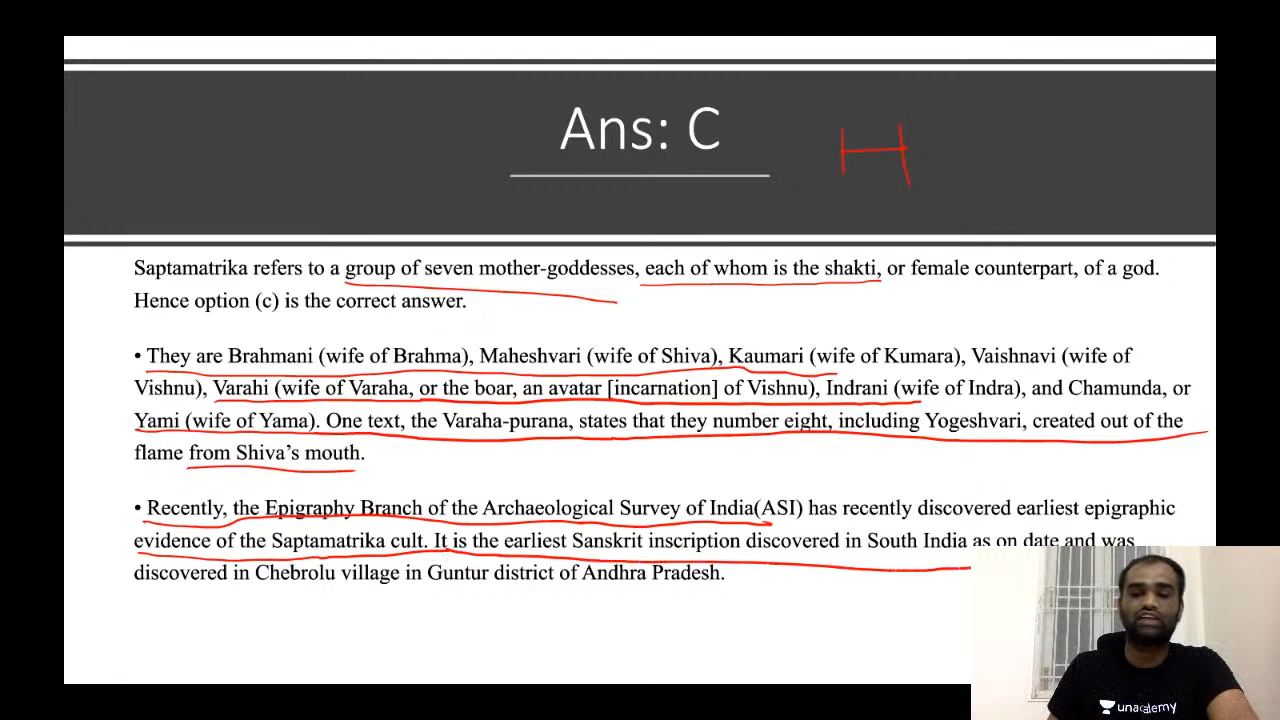 Ans: C
H
Saptamatrika refers to a group of seven mother-goddesses, each of whom is the shakti, or female counterpart, of a god.
Hence option (c) is the correct answer.
• They are Brahmani (wife of Brahma), Maheshvari (wife of Shiva), Kaumari (wife of Kumara), Vaishnavi (wife of
Vishnu), Varahi (wife of Varaha, or the boar, an avatar [incarnation] of Vishnu), Indrani (wife of Indra), and Chamunda, or
Yami (wife of Yama). One text, the Varaha-purana, states that they number eight, including Yogeshvari, created out of the
flame from Shiva’s mouth.
• Recently, the Epigraphy Branch of the Archaeological Survey of India(ASI) has recently discovered earliest epigraphic
evidence of the Saptamatrika cult. It is the earliest Sanskrit inscription discovered in South India as on date and was
discovered in Chebrolu village in Guntur district of Andhra Pradesh.
unacademy